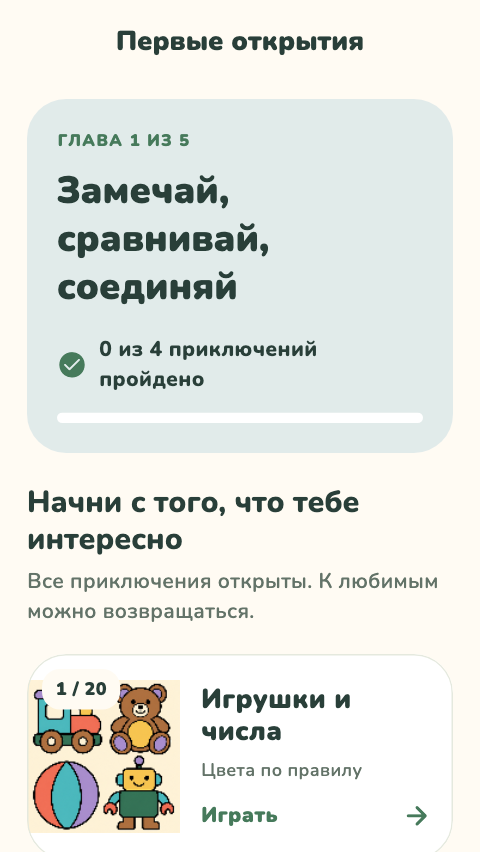 Первые открытия
ГЛАВА 1 ИЗ 5
Замечай,
сравнивай,
соединяй
0 из 4 приключений
пройдено
Начни с того, что тебе
интересно
Все приключения открыты. К любимым
можно возвращаться.
1 / 20
Игрушки и
числа
Цвета по правилу
Играть